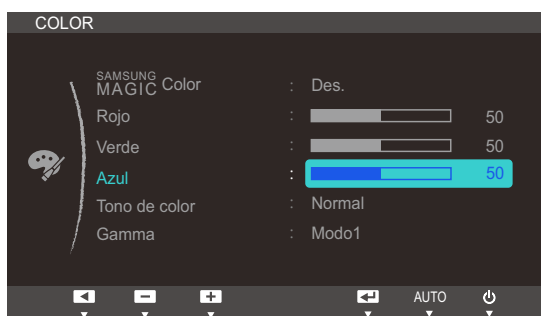 COLOR
SAMSUNG MAGIC Color : Des.
Rojo : 50
Verde : 50
Azul : 50
Tono de color : Normal
Gamma : Modo1
AUTO